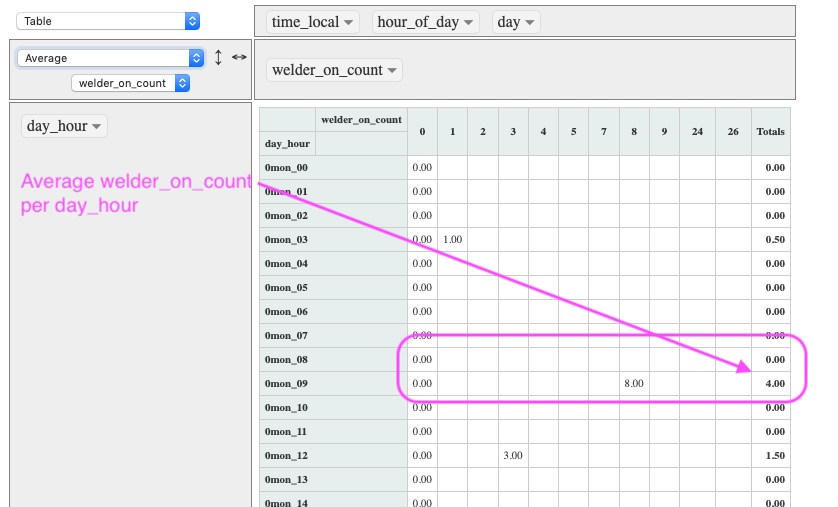 Table
time_local hour_of_day day
Average
welder_on_count
welder_on_count
day_hour
Average welder_on_count
per day_hour
welder_on_count 0 1 2 3 4 5 7 8 9 24 26 Totals
day_hour
0mon_00 0.00 0.00
0mon_01 0.00 0.00
0mon_02 0.00 0.00
0mon_03 0.00 1.00 0.50
0mon_04 0.00 0.00
0mon_05 0.00 0.00
0mon_06 0.00 0.00
0mon_07 0.00 0.00
0mon_08 0.00 0.00
0mon_09 0.00 8.00 4.00
0mon_10 0.00 0.00
0mon_11 0.00 0.00
0mon_12 0.00 3.00 1.50
0mon_13 0.00 0.00
0mon_14 0.00 0.00